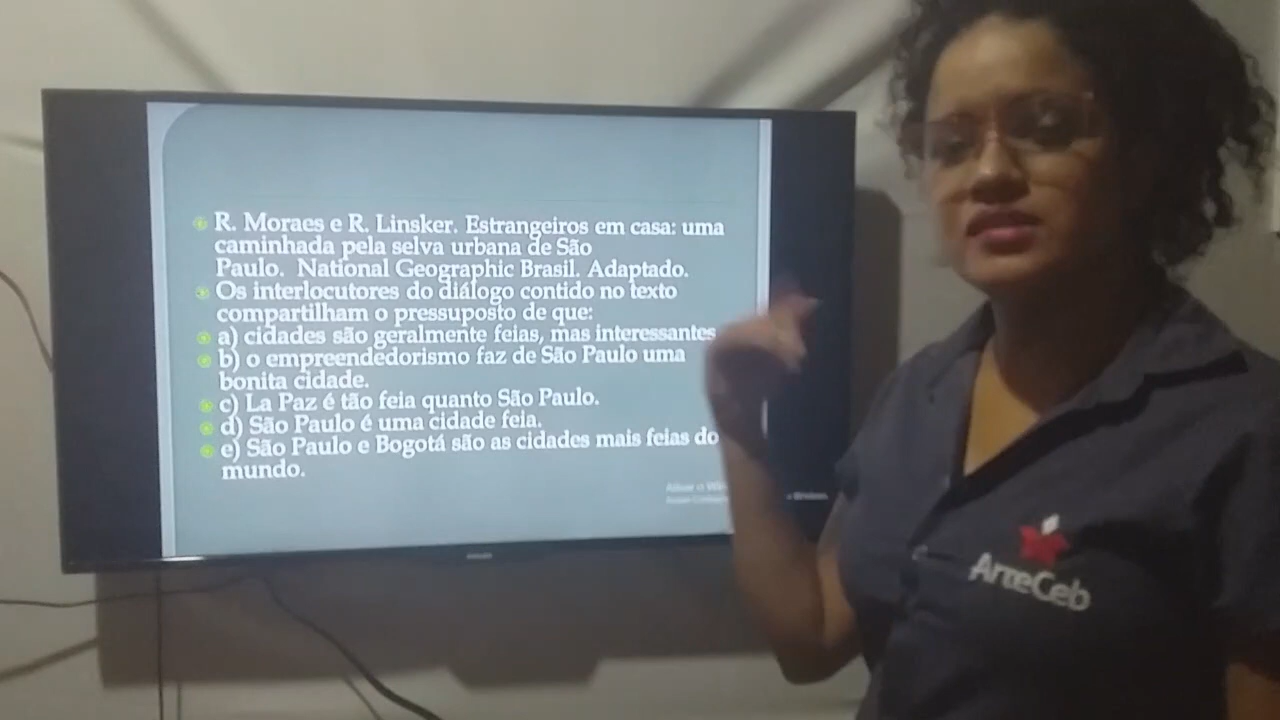 R. Moraes e R. Linsker. Estrangeiros em casa: uma
caminhada pela selva urbana de São
Paulo. National Geographic Brasil. Adaptado.
Os interlocutores do diálogo contido no texto
compartilham o pressuposto de que:
a) cidades são geralmente feias, mas interessantes
b) o empreendedorismo faz de São Paulo uma
bonita cidade.
c) La Paz é tão feia quanto São Paulo.
d) São Paulo é uma cidade feia.
e) São Paulo e Bogotá são as cidades mais feias do
mundo.
ArteCeb